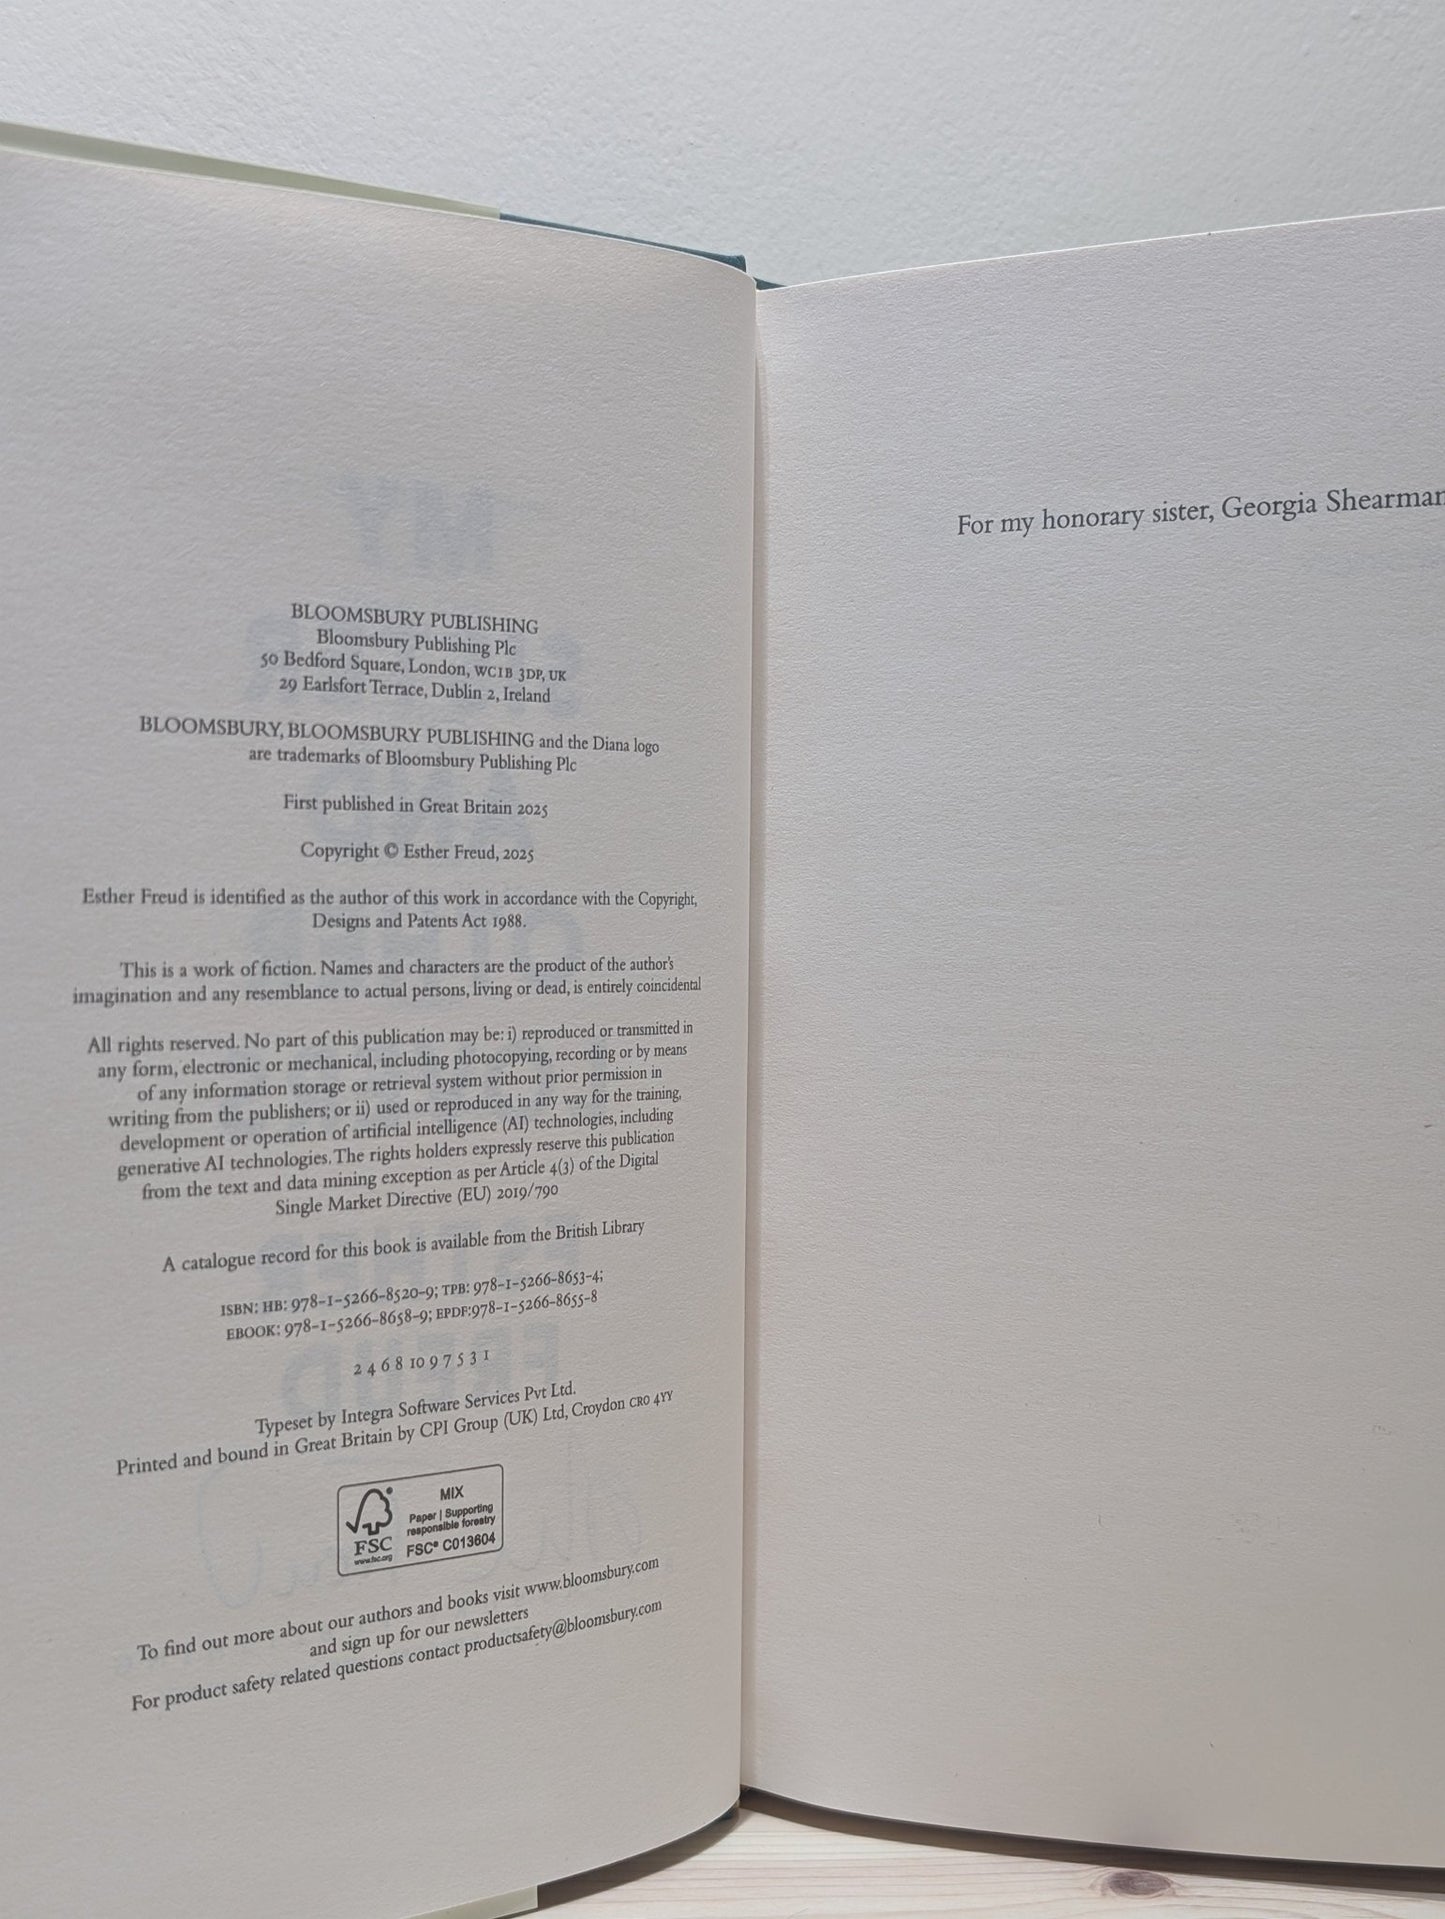 BLOOMSBURY PUBLISHING
Bloomsbury Publishing Plc
50 Bedford Square, London, WC1B 3DP, UK
29 Earlsfort Terrace, Dublin 2, Ireland
BLOOMSBURY, BLOOMSBURY PUBLISHING and the Diana logo
are trademarks of Bloomsbury Publishing Plc
First published in Great Britain 2025
Copyright © Esther Freud, 2025
Esther Freud is identified as the author of this work in accordance with the Copyright,
Designs and Patents Act 1988.
This is a work of fiction. Names and characters are the product of the author's
imagination and any resemblance to actual persons, living or dead, is entirely coincidental
All rights reserved. No part of this publication may be: i) reproduced or transmitted in
any form, electronic or mechanical, including photocopying, recording or by means
of any information storage or retrieval system without prior permission in
writing from the publishers; or ii) used or reproduced in any way for the training,
development or operation of artificial intelligence (AI) technologies, including
generative AI technologies. The rights holders expressly reserve this publication
from the text and data mining exception as per Article 4(3) of the Digital
Single Market Directive (EU) 2019/790
A catalogue record for this book is available from the British Library
ISBN: HB: 978-1-5266-8520-9; TPB: 978-1-5266-8653-4;
EBOOK: 978-1-5266-8658-9; EPDF:978-1-5266-8655-8
2 4 6 8 10 9 7 5 3 1
Typeset by Integra Software Services Pvt Ltd.
Printed and bound in Great Britain by CPI Group (UK) Ltd, Croydon CR0 4YY
FSC
www.fsc.org
MIX
Paper | Supporting
responsible forestry
FSC® C013604
To find out more about our authors and books visit www.bloomsbury.com
and sign up for our newsletters
For product safety related questions contact productsafety@bloomsbury.com
For my honorary sister, Georgia Shearman